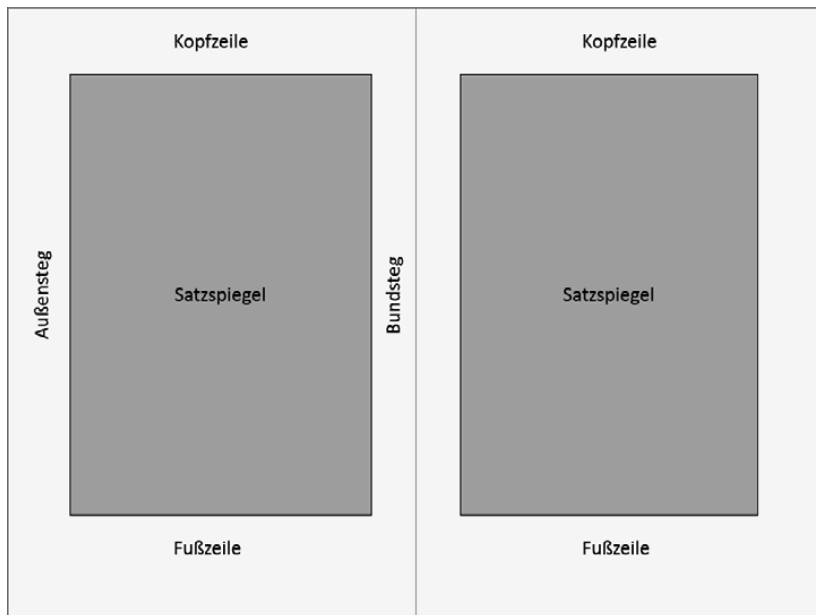 Kopfzeile
Außensteg
Satzspiegel
Bundsteg
Fußzeile
Kopfzeile
Satzspiegel
Fußzeile